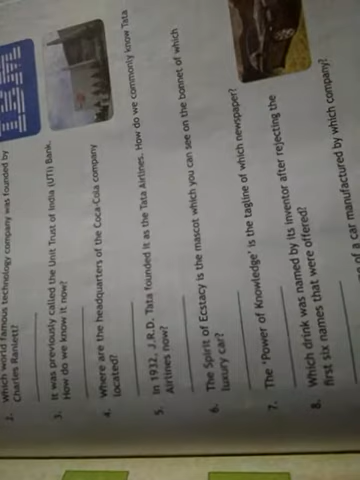 IBM
2. Which world famous technology company was founded by
Charles Ranlett?
3. It was previously called the Unit Trust of India (UTI) Bank.
How do we know it now?
4. Where are the headquarters of the Coca-Cola company
located?
5. In 1932, J.R.D. Tata founded it as the Tata Airlines. How do we commonly know Tata
Airlines now?
6. The Spirit of Ecstacy is the mascot which you can see on the bonnet of which
luxury car?
7. The 'Power of Knowledge' is the tagline of which newspaper?
8. Which drink was named by its inventor after rejecting the
first six names that were offered?
of a car manufactured by which company?